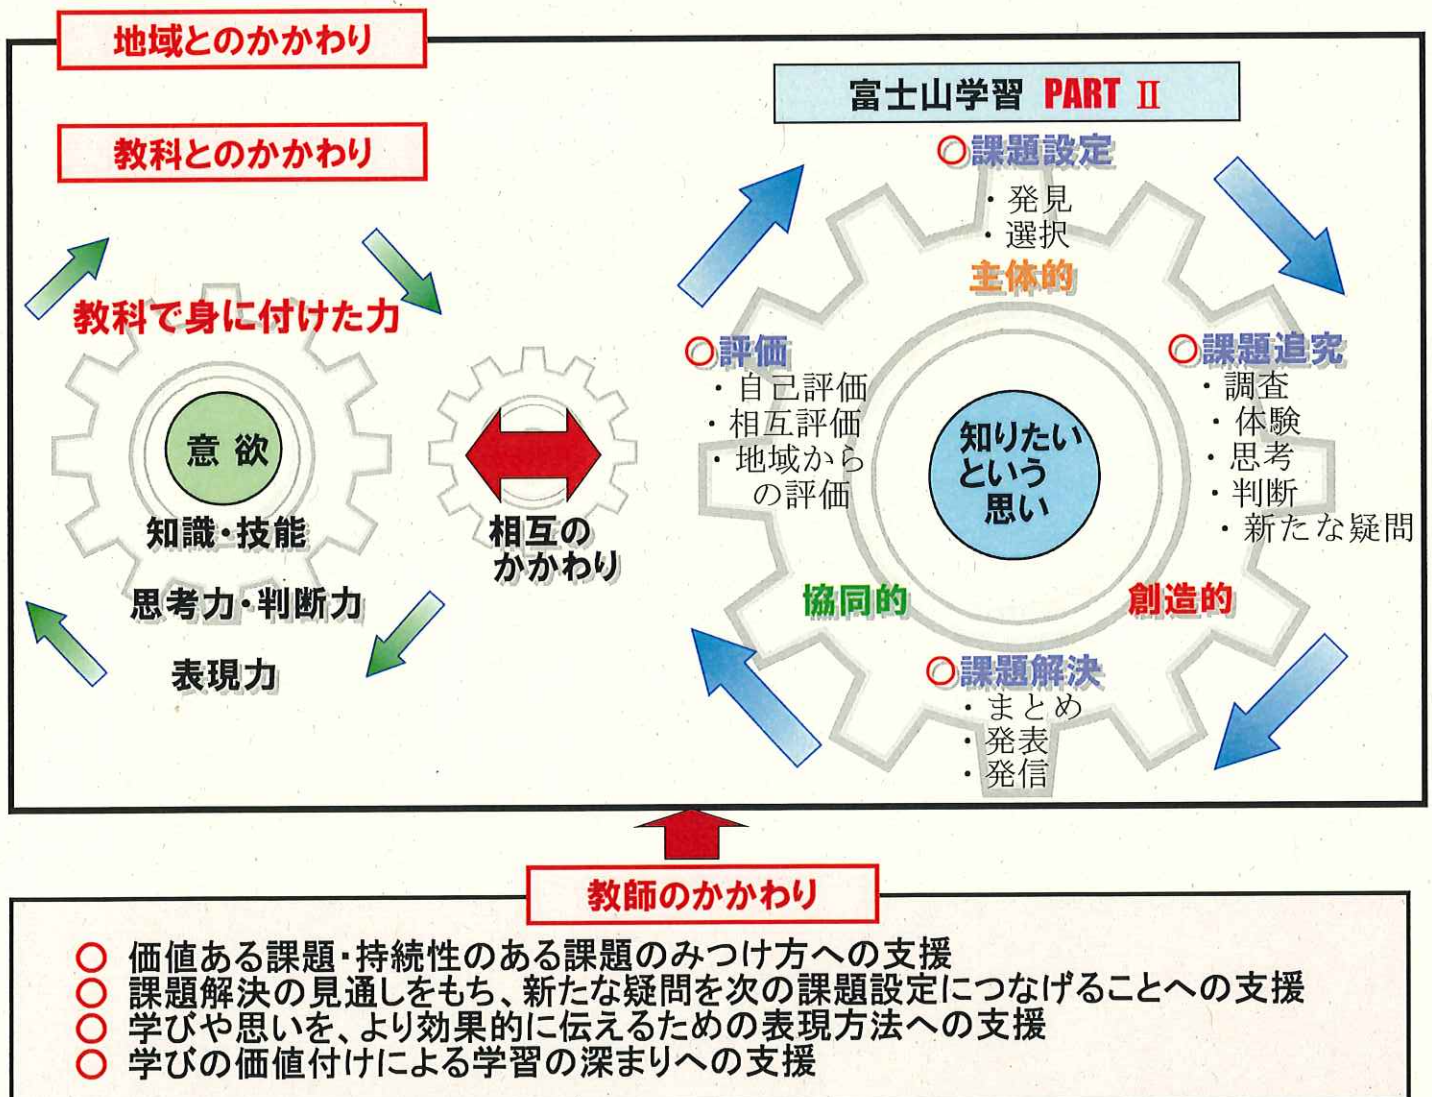 地域とのかかわり
教科とのかかわり
教科で身に付けた力
意欲
知識・技能
思考力・判断力
表現力
相互の
かかわり
富士山学習 PART Ⅱ
○課題設定
・発見
・選択
主体的
○課題追究
・調査
・体験
・思考
・判断
・新たな疑問
○評価
・自己評価
・相互評価
・地域から
の評価
知りたい
という
思い
協同的
創造的
○課題解決
・まとめ
・発表
・発信
教師のかかわり
○ 価値ある課題・持続性のある課題のみつけ方への支援
○ 課題解決の見通しをもち、新たな疑問を次の課題設定につなげることへの支援
○ 学びや思いを、より効果的に伝えるための表現方法への支援
○ 学びの価値付けによる学習の深まりへの支援